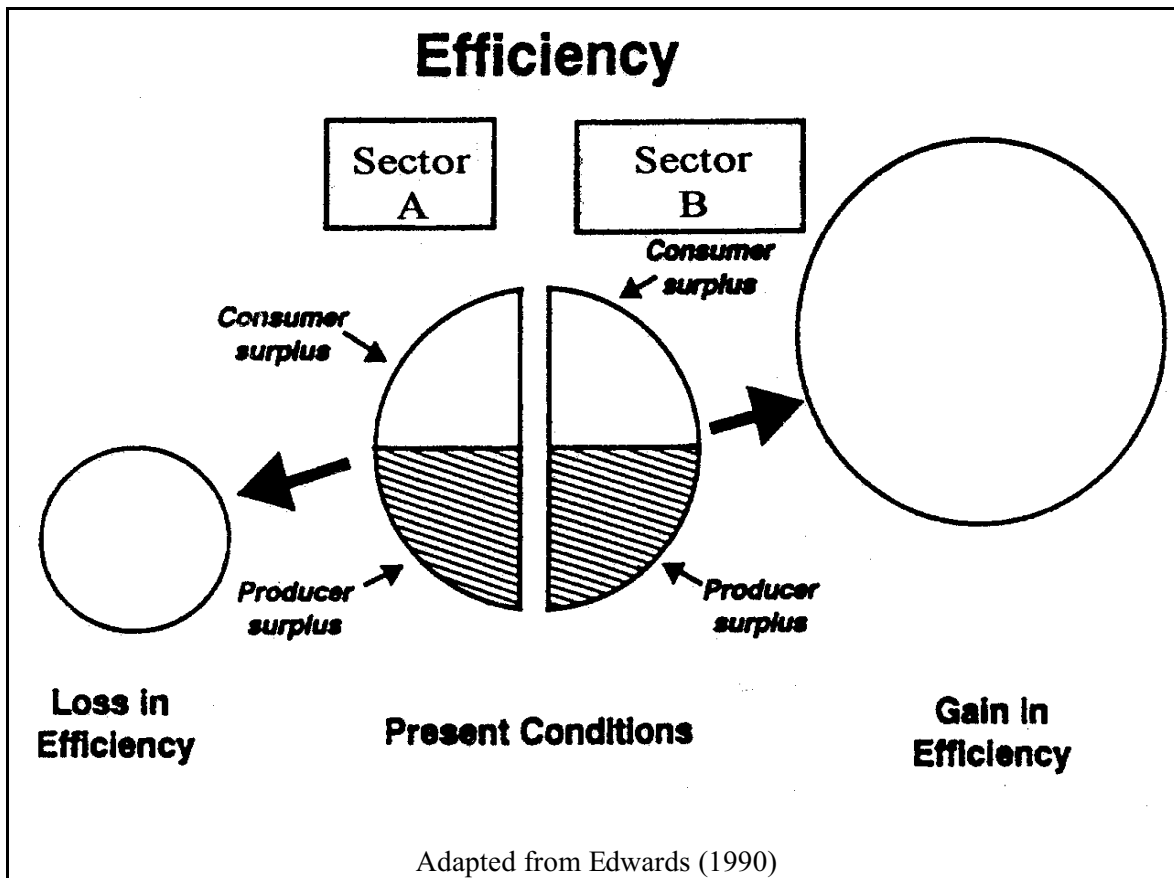 Efficiency
Sector
A
Sector
B
Consumer
surplus
Consumer
surplus
Producer
surplus
Producer
surplus
Loss in
Efficiency
Present Conditions
Gain in
Efficiency
Adapted from Edwards (1990)